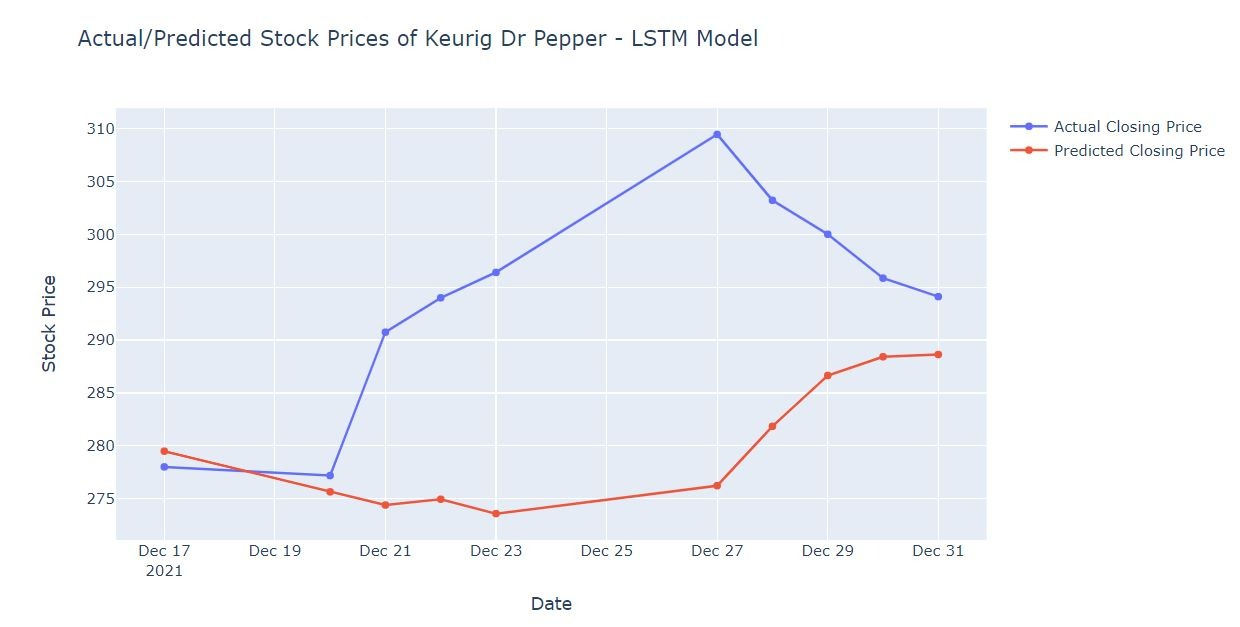 Actual/Predicted Stock Prices of Keurig Dr Pepper - LSTM Model
Actual Closing Price
Predicted Closing Price
310
305
300
295
290
285
280
275
Stock Price
Dec 17 Dec 19 Dec 21 Dec 23 Dec 25 Dec 27 Dec 29 Dec 31
2021
Date